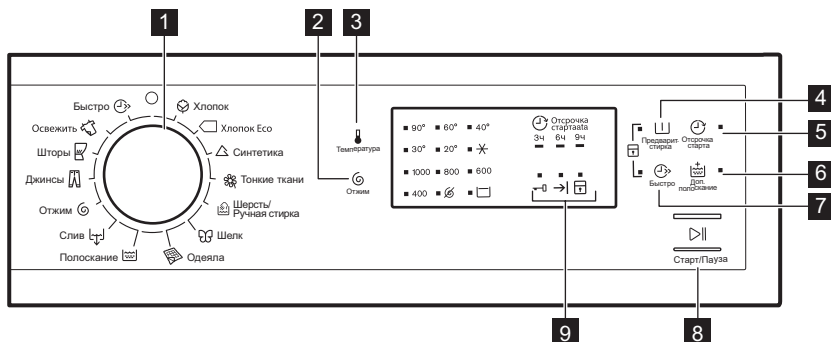 1
2
3
4
5
6
7
8
9
Быстро
Освежить
Шторы
Джинсы
Отжим
Слив
Полоскание
Хлопок
Хлопок Eco
Синтетика
Тонкие ткани
Шерсть/
Ручная стирка
Шелк
Одеяла
Температура
Отжим
90° 60° 40°
30° 20°
1000 800 600
400
Отсрочка
стартааta
3ч 6ч 9ч
Предварит.
стирка
Отсрочка
старта
Быстро
Доп.
полоскание
Старт/Пауза